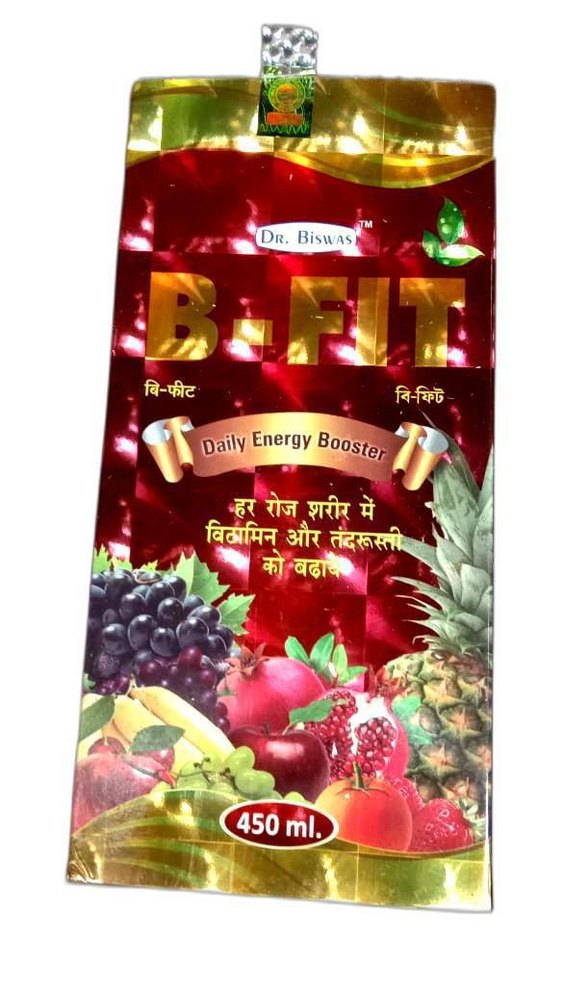 DR. BISWAS™
B-FIT
बि-फीट
বি-ফিট
Daily Energy Booster
हर रोज शरीर में
विटामिन और तंदरूस्ती
को बढाये
450 ml.